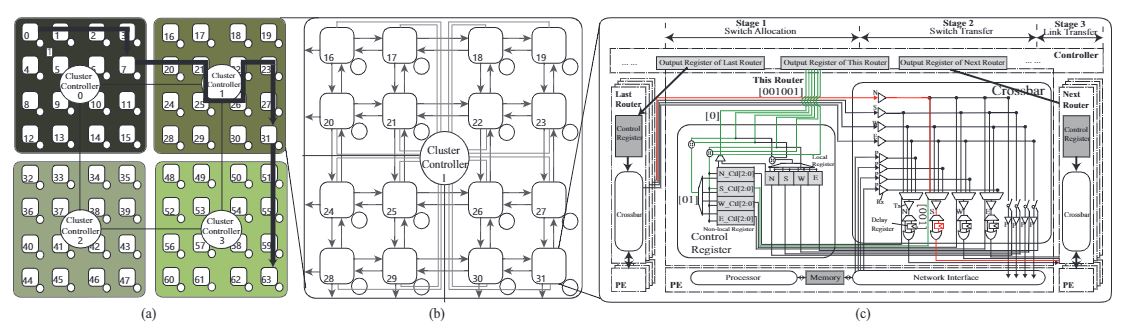 0 1 2 3
4 5 6 7
Cluster
Controller
0
8 9 10 11
12 13 14 15
16 17 18 19
20 21 22 23
Cluster
Controller
1
24 25 26 27
28 29 30 31
32 33 34 35
36 37 38 39
Cluster
Controller
2
40 41 42 43
44 45 46 47
48 49 50 51
52 53 54 55
Cluster
Controller
3
56 57 58 59
60 61 62 63
(a)
16 17 18 19
20 21 22 23
Cluster
Controller
1
24 25 26 27
28 29 30 31
(b)
Stage 1
Switch Allocation
Stage 2
Switch Transfer
Stage 3
Link Transfer
Controller
... ...
Output Register of Last Router
Output Register of This Router
Output Register of Next Router
... ...
This Router
[001001]
Crossbar
Last
Router
Control
Register
Crossbar
PE
[0]
Local
Register
N S W E
N_Ctl[2:0]
S_Ctl[2:0]
W_Ctl[2:0]
E_Ctl[2:0]
[01]
Non-local Register
Control
Register
N
S
W
E
Rx
Tx
N S W E
[001]
Delay
Register
Next
Router
Control
Register
Crossbar
PE
PE
Processor
Memory
Network Interface
(c)